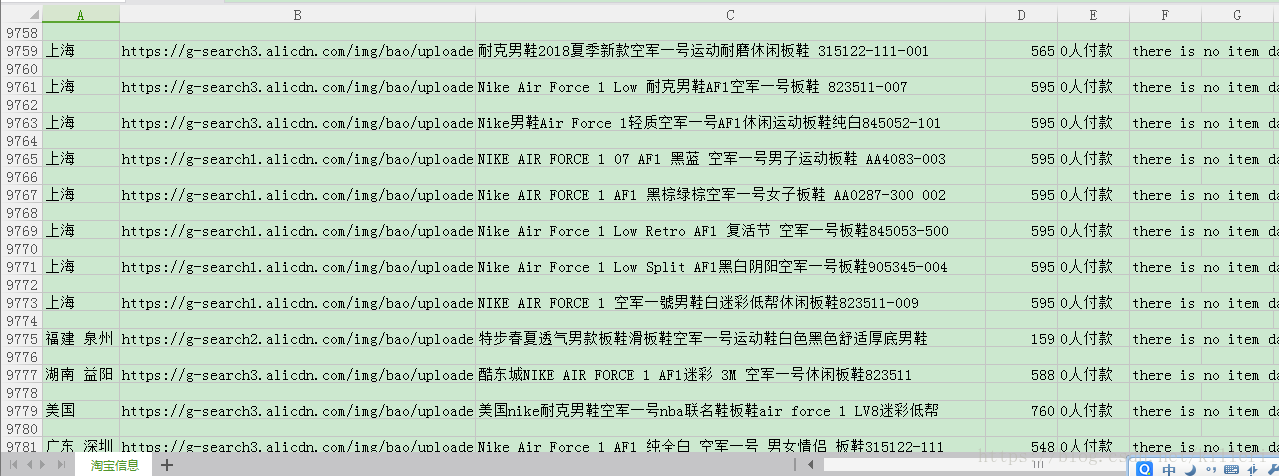 A B C D E F G
9758
9759 上海 https://g-search3.alicdn.com/img/bao/uploade 耐克男鞋2018夏季新款空军一号运动耐磨休闲板鞋 315122-111-001 565 0人付款 there is no item da
9760
9761 上海 https://g-search3.alicdn.com/img/bao/uploade Nike Air Force 1 Low 耐克男鞋AF1空军一号板鞋 823511-007 595 0人付款 there is no item da
9762
9763 上海 https://g-search3.alicdn.com/img/bao/uploade Nike男鞋Air Force 1轻质空军一号AF1休闲运动板鞋纯白845052-101 595 0人付款 there is no item da
9764
9765 上海 https://g-search1.alicdn.com/img/bao/uploade NIKE AIR FORCE 1 07 AF1 黑蓝 空军一号男子运动板鞋 AA4083-003 595 0人付款 there is no item da
9766
9767 上海 https://g-search1.alicdn.com/img/bao/uploade Nike AIR FORCE 1 AF1 黑棕绿棕空军一号女子板鞋 AA0287-300 002 595 0人付款 there is no item da
9768
9769 上海 https://g-search1.alicdn.com/img/bao/uploade Nike Air Force 1 Low Retro AF1 复活节 空军一号板鞋845053-500 595 0人付款 there is no item da
9770
9771 上海 https://g-search1.alicdn.com/img/bao/uploade Nike Air Force 1 Low Split AF1黑白阴阳空军一号板鞋905345-004 595 0人付款 there is no item da
9772
9773 上海 https://g-search1.alicdn.com/img/bao/uploade NIKE AIR FORCE 1 空军一號男鞋白迷彩低帮休闲板鞋823511-009 595 0人付款 there is no item da
9774
9775 福建 泉州 https://g-search2.alicdn.com/img/bao/uploade 特步春夏透气男款板鞋滑板鞋空军一号运动鞋白色黑色舒适厚底男鞋 159 0人付款 there is no item da
9776
9777 湖南 益阳 https://g-search3.alicdn.com/img/bao/uploade 酷东城NIKE AIR FORCE 1 AF1迷彩 3M 空军一号休闲板鞋823511 588 0人付款 there is no item da
9778
9779 美国 https://g-search3.alicdn.com/img/bao/uploade 美国nike耐克男鞋空军一号nba联名鞋板鞋air force 1 LV8迷彩低帮 760 0人付款 there is no item da
9780
9781 广东 深圳 https://g-search3.alicdn.com/img/bao/uploade Nike Air Force 1 AF1 纯全白 空军一号 男女情侣 板鞋315122-111 548 0人付款 there is no item da
淘宝信息
中